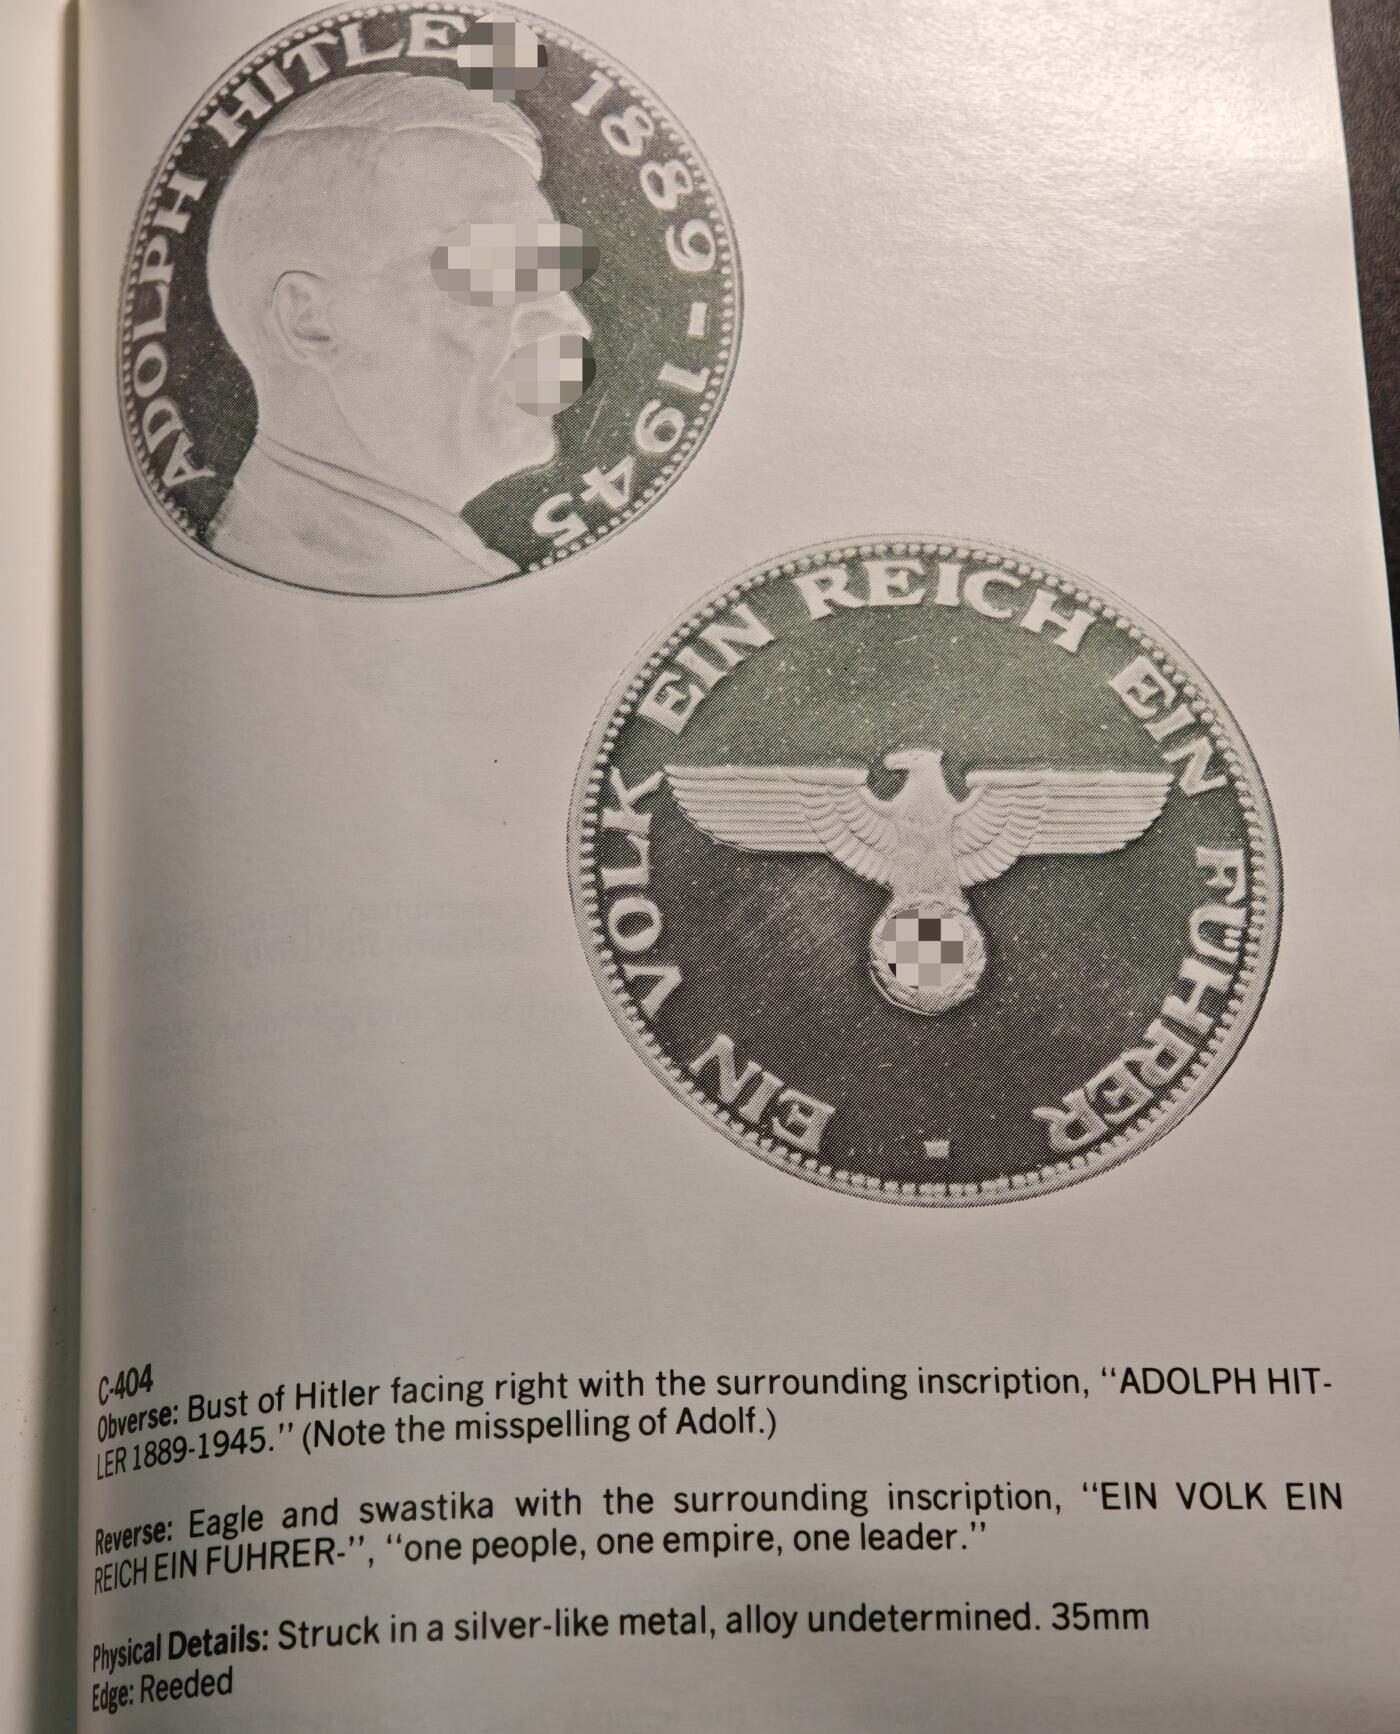 ADOLPH HITLE 1889-1945
EIN VOLK EIN REICH EIN FUHRER -
C-404
Obverse: Bust of Hitler facing right with the surrounding inscription, “ADOLPH HIT-
LER 1889-1945.” (Note the misspelling of Adolf.)
Reverse: Eagle and swastika with the surrounding inscription, “EIN VOLK EIN
REICH EIN FUHRER-”, “one people, one empire, one leader.”
Physical Details: Struck in a silver-like metal, alloy undetermined. 35mm
Edge: Reeded